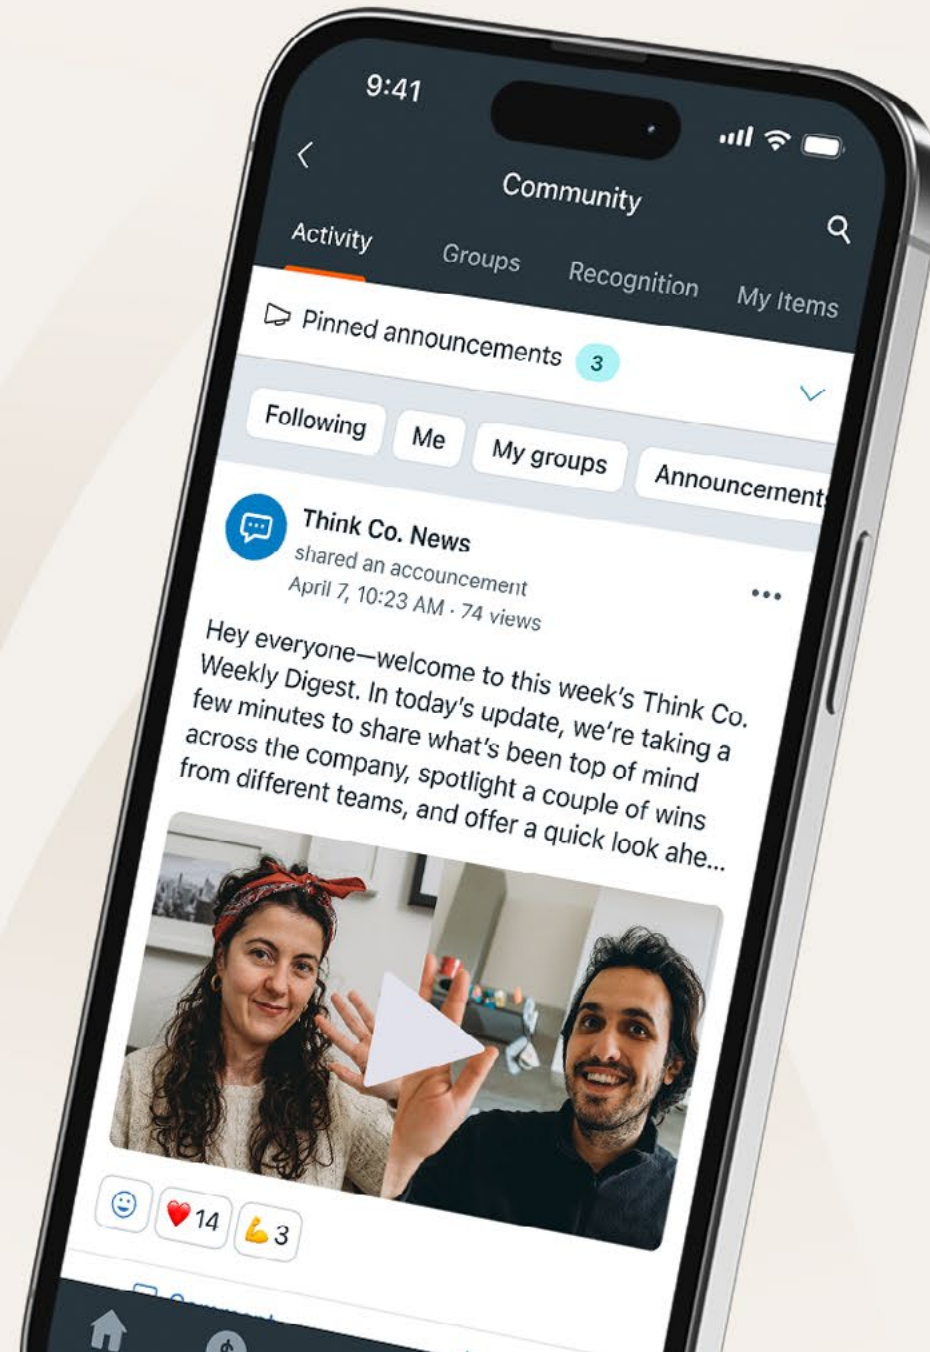 9:41
Community
Activity
Groups
Recognition
My Items
Pinned announcements 3
Following
Me
My groups
Announcement
Think Co. News
shared an accouncement
April 7, 10:23 AM · 74 views
Hey everyone—welcome to this week's Think Co.
Weekly Digest. In today's update, we're taking a
few minutes to share what's been top of mind
across the company, spotlight a couple of wins
from different teams, and offer a quick look ahe...
14
3